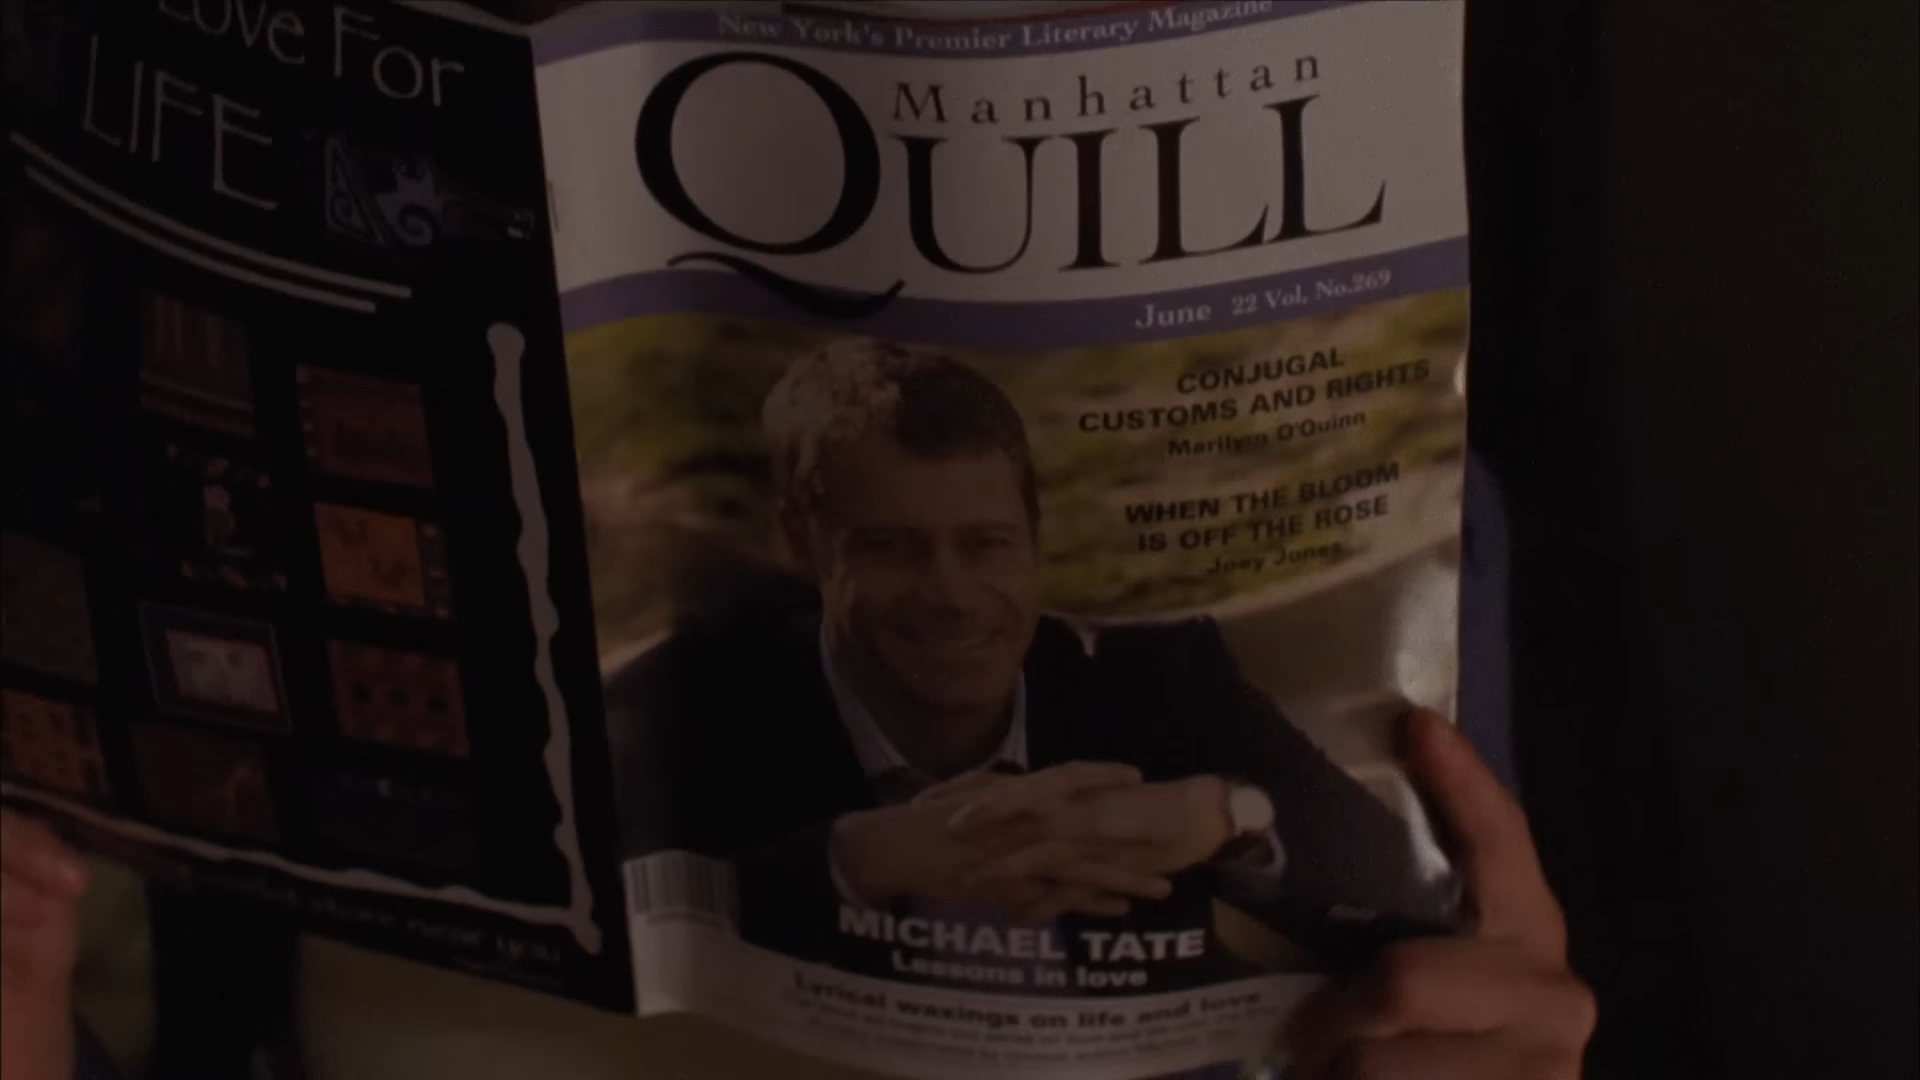 Love For
LIFE
New York's Premier Literary Magazine
Manhattan
QUILL
June 22 Vol, No.269
CONJUGAL
CUSTOMS AND RIGHTS
Marilyn O'Quinn
WHEN THE BLOOM
IS OFF THE ROSE
Joey Jones
MICHAEL TATE
Lessons in love
Lyrical waxings on life and love
near you